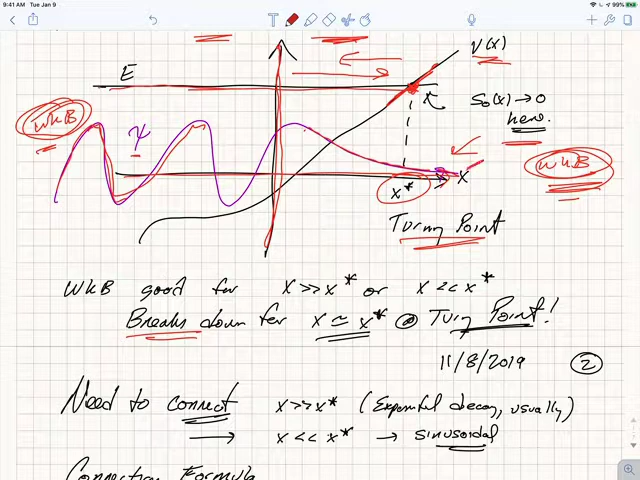 9:41 AM Tue Jan 9
99%
E
V(x)
S₀(x) → 0
here.
WKB
ψ
WKB
x*
x
Turning Point
WKB good for x >> x* or x << x*
Breaks down for x ≃ x* @ Turning Point!
11/8/2019 2
Need to connect x >> x* (Exponential decay, usually)
→ x << x* → sinusoidal
Connection Formula